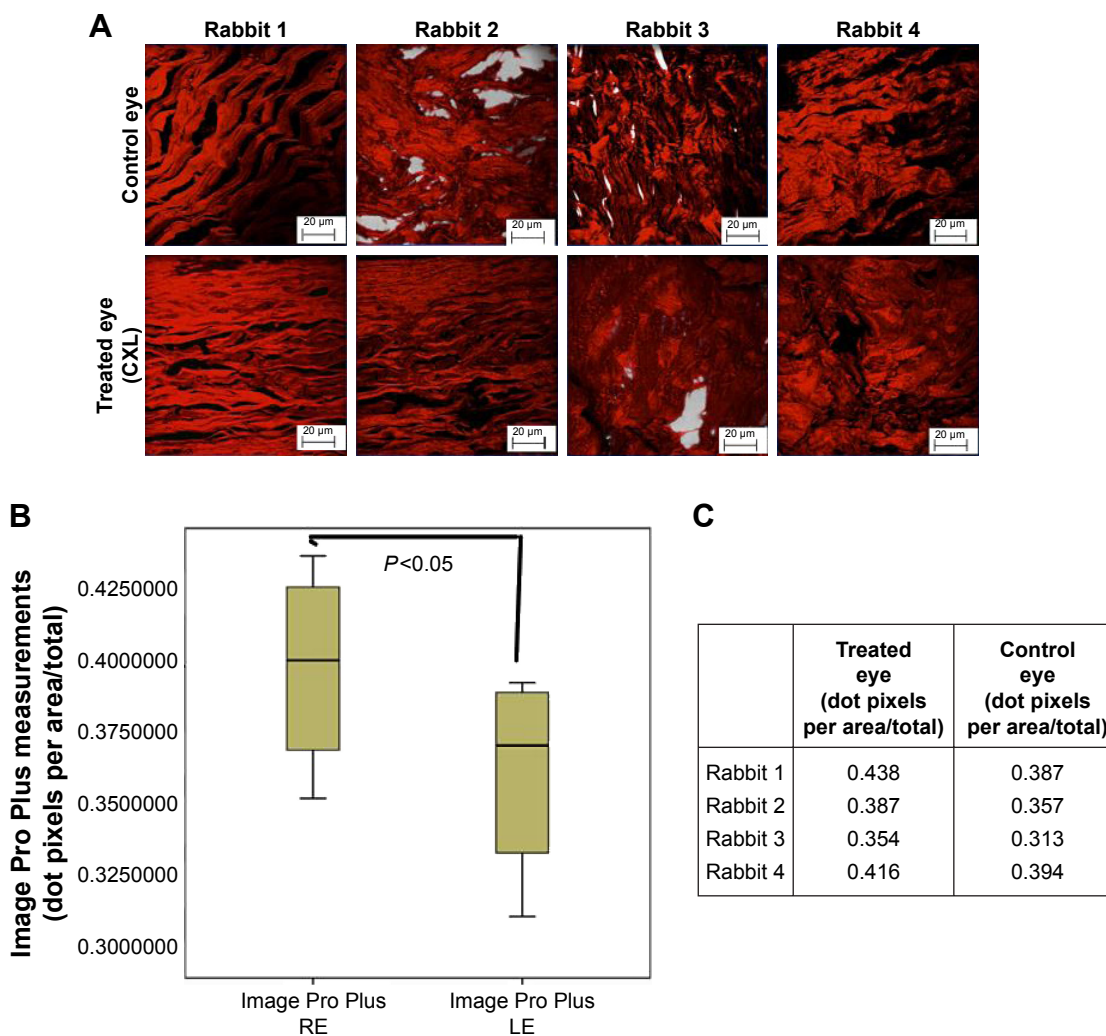 A
Rabbit 1 Rabbit 2 Rabbit 3 Rabbit 4
Control eye
20 µm 20 µm 20 µm 20 µm
Treated eye
(CXL)
20 µm 20 µm 20 µm 20 µm
B
Image Pro Plus measurements
(dot pixels per area/total)
0.4250000
0.4000000
0.3750000
0.3500000
0.3250000
0.3000000
P<0.05
Image Pro Plus
RE
Image Pro Plus
LE
C
Treated
eye
(dot pixels
per area/total)
Control
eye
(dot pixels
per area/total)
Rabbit 1 0.438 0.387
Rabbit 2 0.387 0.357
Rabbit 3 0.354 0.313
Rabbit 4 0.416 0.394